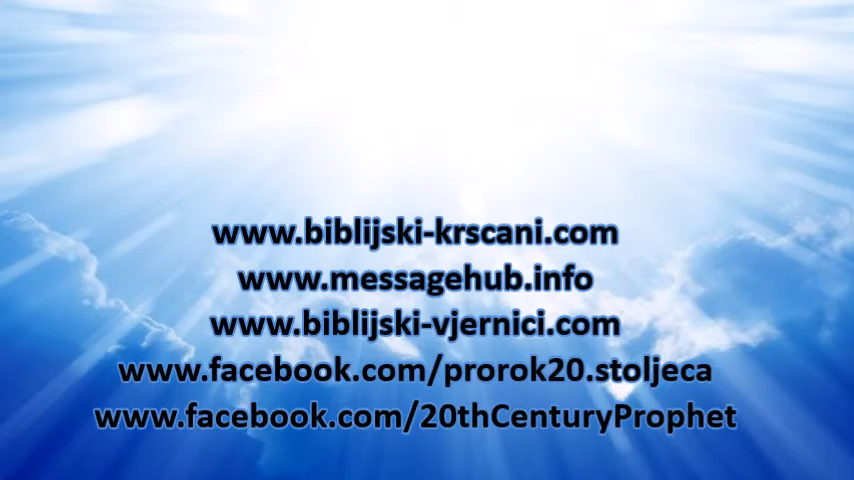 www.biblijski-krscani.com
www.messagehub.info
www.biblijski-vjernici.com
www.facebook.com/prorok20.stoljeca
www.facebook.com/20thCenturyProphet